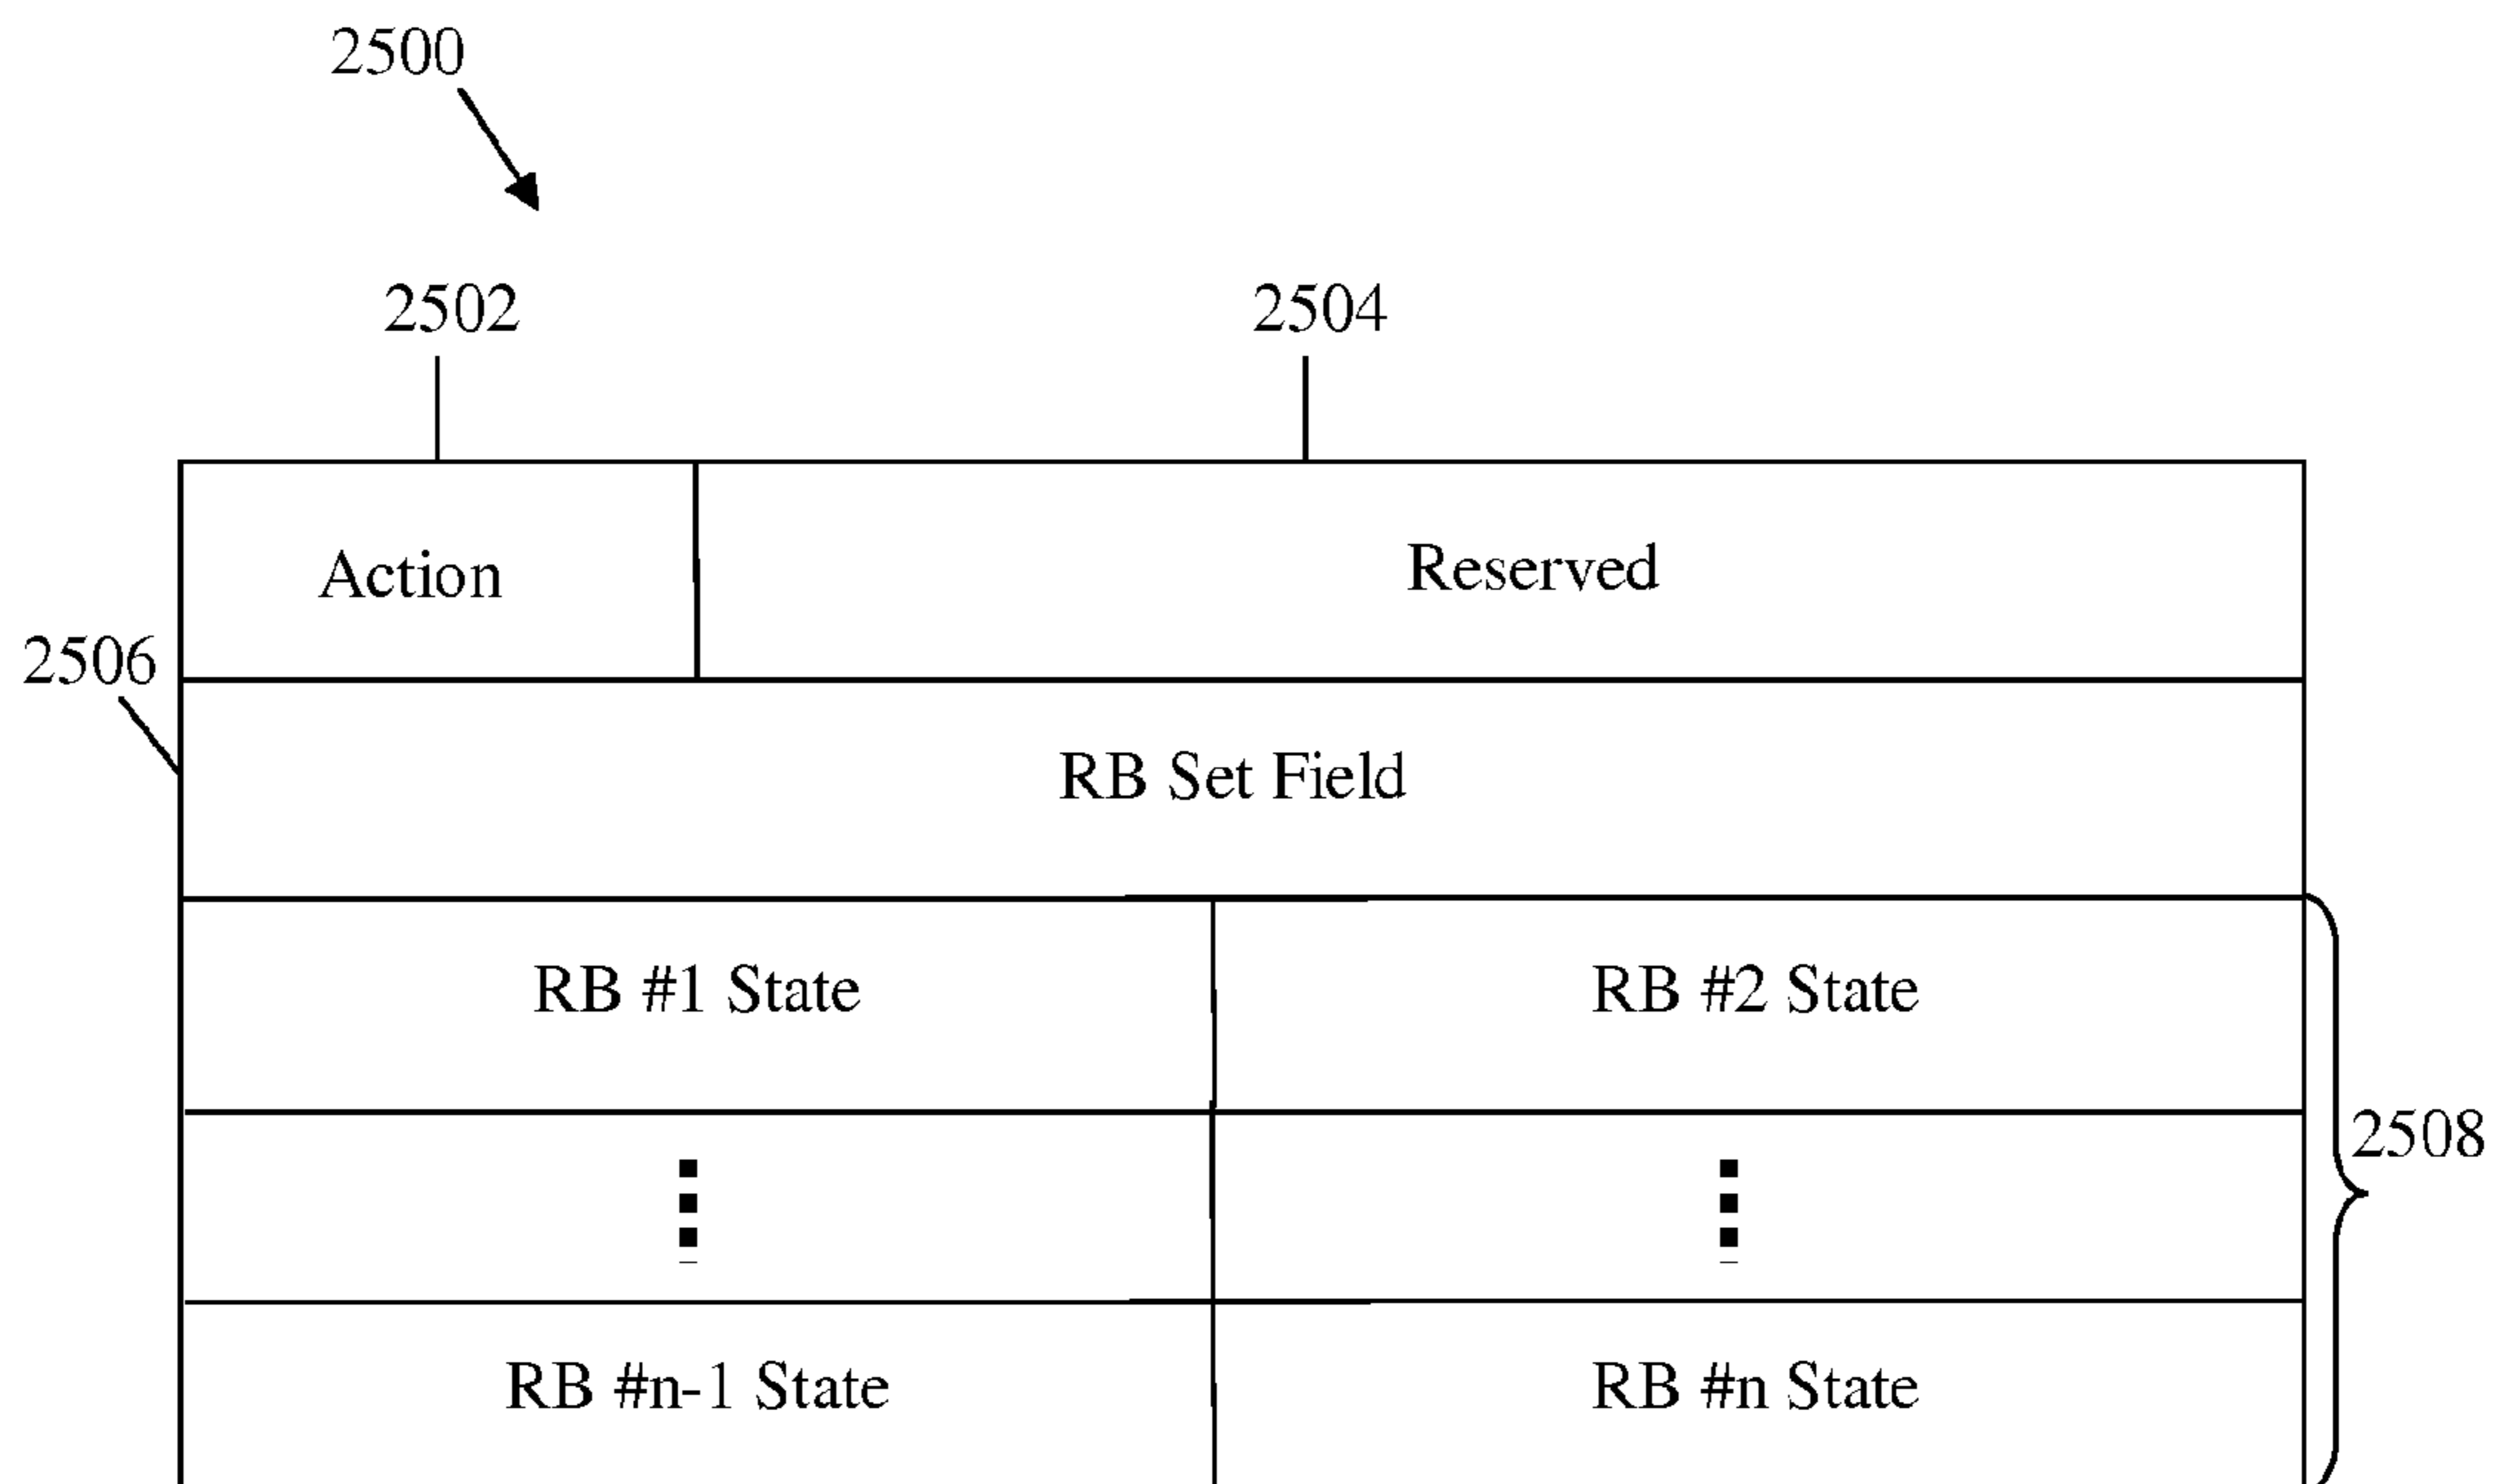 2500
2502 2504
Action Reserved
2506
RB Set Field
RB #1 State RB #2 State
2508
RB #n-1 State RB #n State